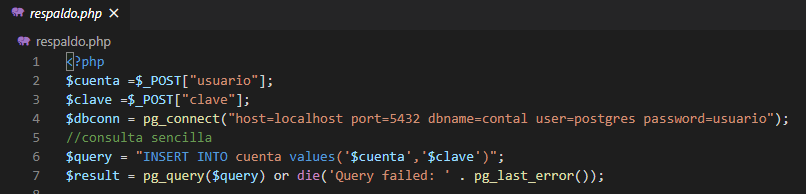 respaldo.php ×
respaldo.php
1 <?php
2 $cuenta =$_POST["usuario"];
3 $clave =$_POST["clave"];
4 $dbconn = pg_connect("host=localhost port=5432 dbname=contal user=postgres password=usuario");
5 //consulta sencilla
6 $query = "INSERT INTO cuenta values('$cuenta','$clave')";
7 $result = pg_query($query) or die('Query failed: ' . pg_last_error());
8